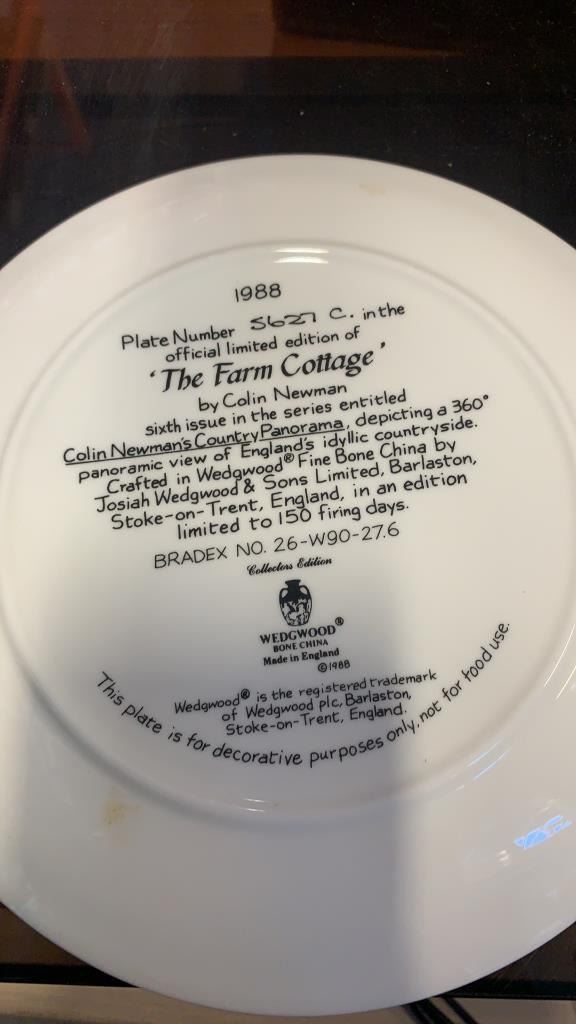 1988
Plate Number 5627 C. in the
official limited edition of
'The Farm Cottage'
by Colin Newman
sixth issue in the series entitled
Colin Newman's Country Panorama, depicting a 360°
panoramic view of England's idyllic countryside.
Crafted in Wedgwood® Fine Bone China by
Josiah Wedgwood & Sons Limited, Barlaston,
Stoke-on-Trent, England, in an edition
limited to 150 firing days.
BRADEX NO. 26-W90-27.6
Collectors Edition
WEDGWOOD®
BONE CHINA
Made in England
©1988
Wedgwood® is the registered trademark
of Wedgwood plc, Barlaston,
Stoke-on-Trent, England.
This plate is for decorative purposes only, not for food use.